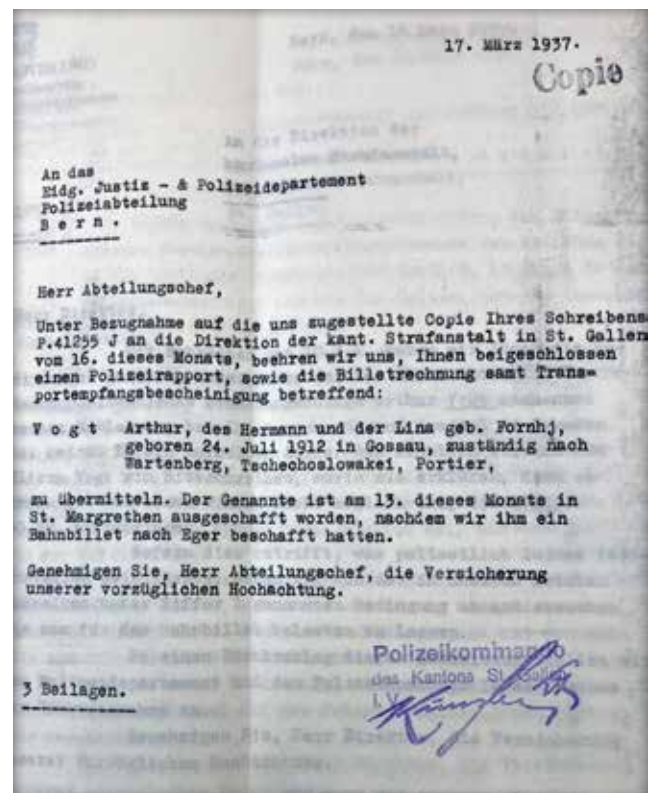 17. März 1937.
Copie
An das
Eidg. Justiz - & Polizeidepartement
Polizeiabteilung
B e r n .
Herr Abteilungschef,
Unter Bezugnahme auf die uns zugestellte Copie Ihres Schreibens
P.41255 J an die Direktion der kant. Strafanstalt in St. Gallen
vom 16. dieses Monats, beehren wir uns, Ihnen beigeschlossen
einen Polizeirapport, sowie die Billetrechnung samt Trans=
portempfangsbescheinigung betreffend:
V o g t Arthur, des Hermann und der Lina geb. Fornhj,
geboren 24. Juli 1912 in Gossau, zuständig nach
Wartenberg, Tschechoslowakei, Portier,
zu übermitteln. Der Genannte ist am 13. dieses Monats in
St. Margrethen ausgeschafft worden, nachdem wir ihm ein
Bahnbillet nach Eger beschafft hatten.
Genehmigen Sie, Herr Abteilungschef, die Versicherung
unserer vorzüglichen Hochachtung.
Polizeikommando
des Kantons St. Gallen
I.V.
3 Beilagen.